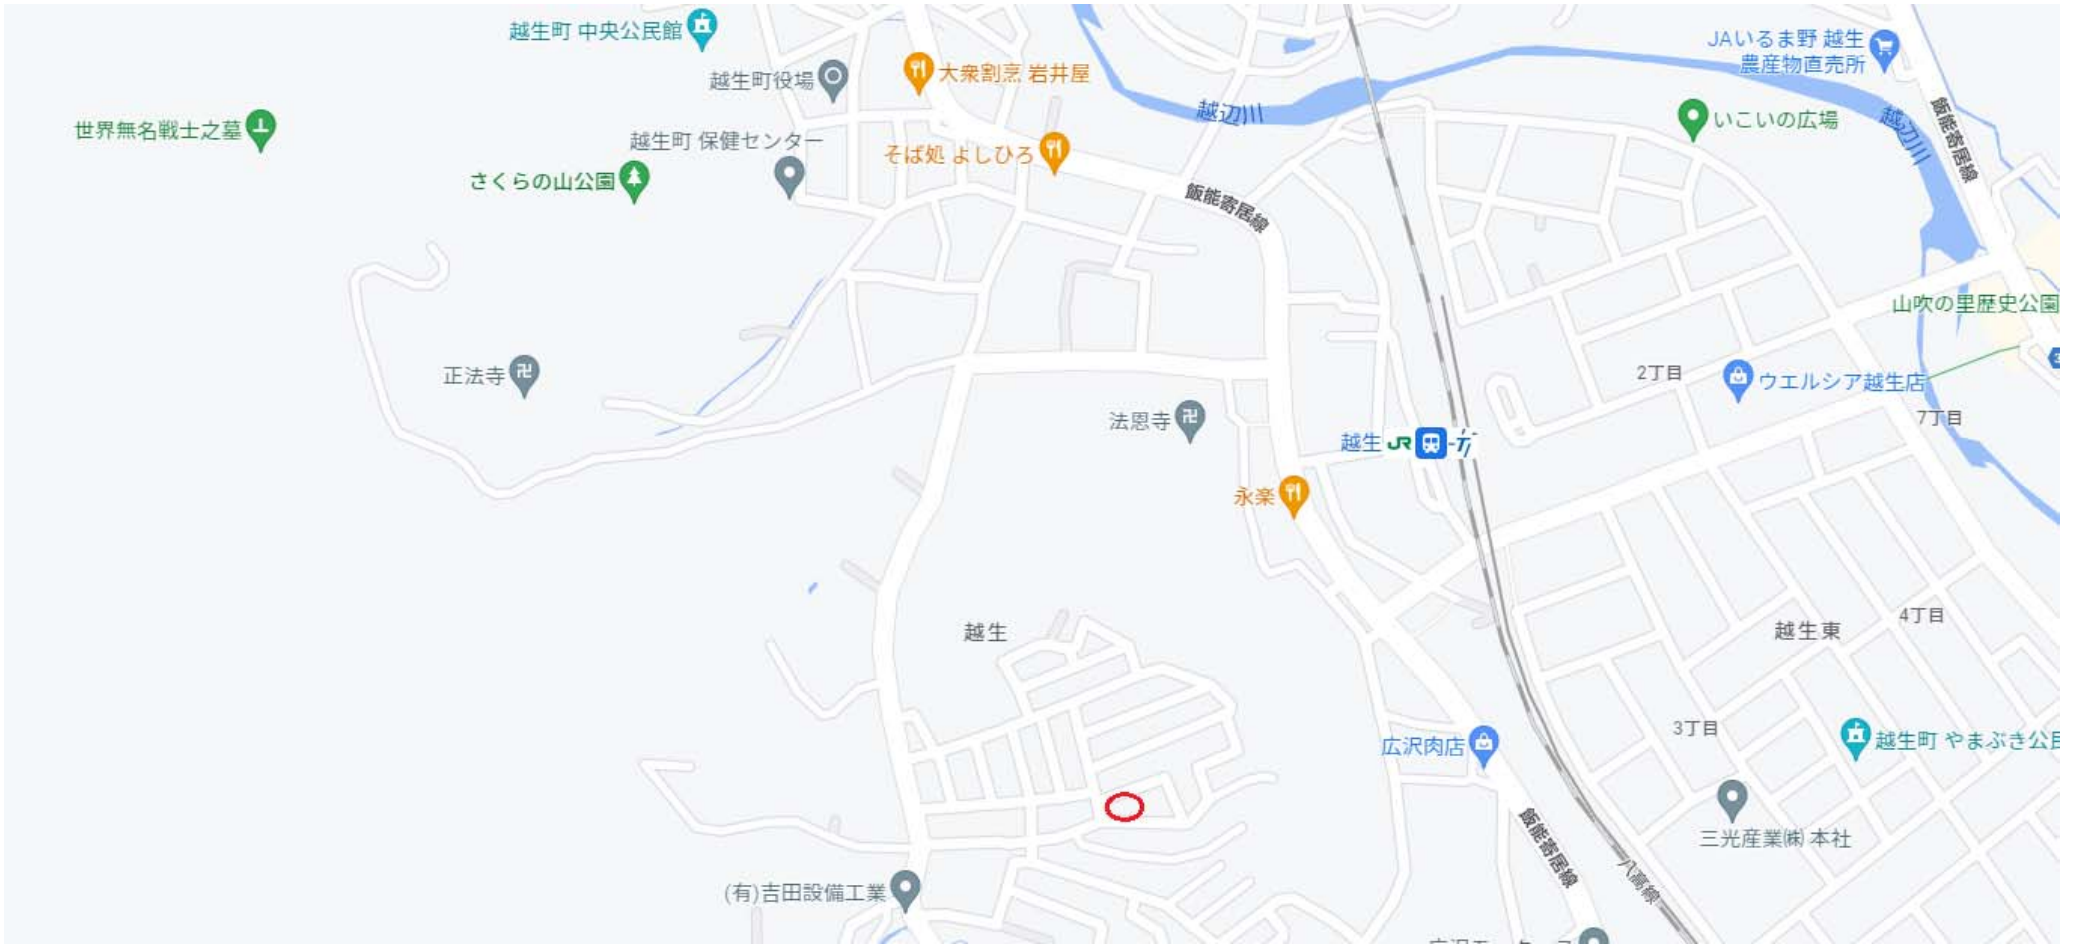 越生町 中央公民館
越生町役場
大衆割烹 岩井屋
越辺川
JAいるま野 越生
農産物直売所
飯能寄居線
世界無名戦士之墓
越生町 保健センター
そば処 よしひろ
いこいの広場
越辺川
さくらの山公園
飯能寄居線
山吹の里歴史公園
正法寺
2丁目
ウエルシア越生店
法恩寺
越生 JR
7丁目
永楽
越生
越生東
4丁目
3丁目
広沢肉店
越生町 やまぶき公
三光産業㈱ 本社
飯能寄居線
八高線
(有)吉田設備工業